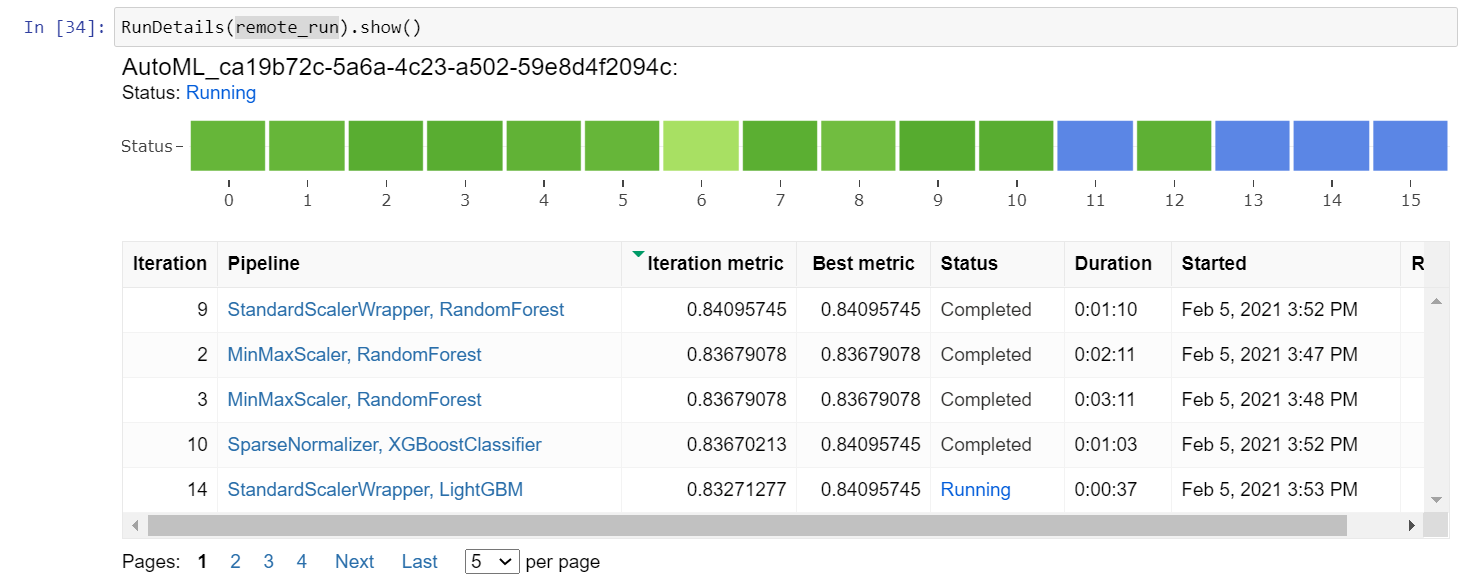 In [34]: RunDetails(remote_run).show()
AutoML_ca19b72c-5a6a-4c23-a502-59e8d4f2094c:
Status: Running
Status
0 1 2 3 4 5 6 7 8 9 10 11 12 13 14 15
Iteration Pipeline Iteration metric Best metric Status Duration Started R
9 StandardScalerWrapper, RandomForest 0.84095745 0.84095745 Completed 0:01:10 Feb 5, 2021 3:52 PM
2 MinMaxScaler, RandomForest 0.83679078 0.83679078 Completed 0:02:11 Feb 5, 2021 3:47 PM
3 MinMaxScaler, RandomForest 0.83679078 0.83679078 Completed 0:03:11 Feb 5, 2021 3:48 PM
10 SparseNormalizer, XGBoostClassifier 0.83670213 0.84095745 Completed 0:01:03 Feb 5, 2021 3:52 PM
14 StandardScalerWrapper, LightGBM 0.83271277 0.84095745 Running 0:00:37 Feb 5, 2021 3:53 PM
Pages: 1 2 3 4 Next Last 5 per page